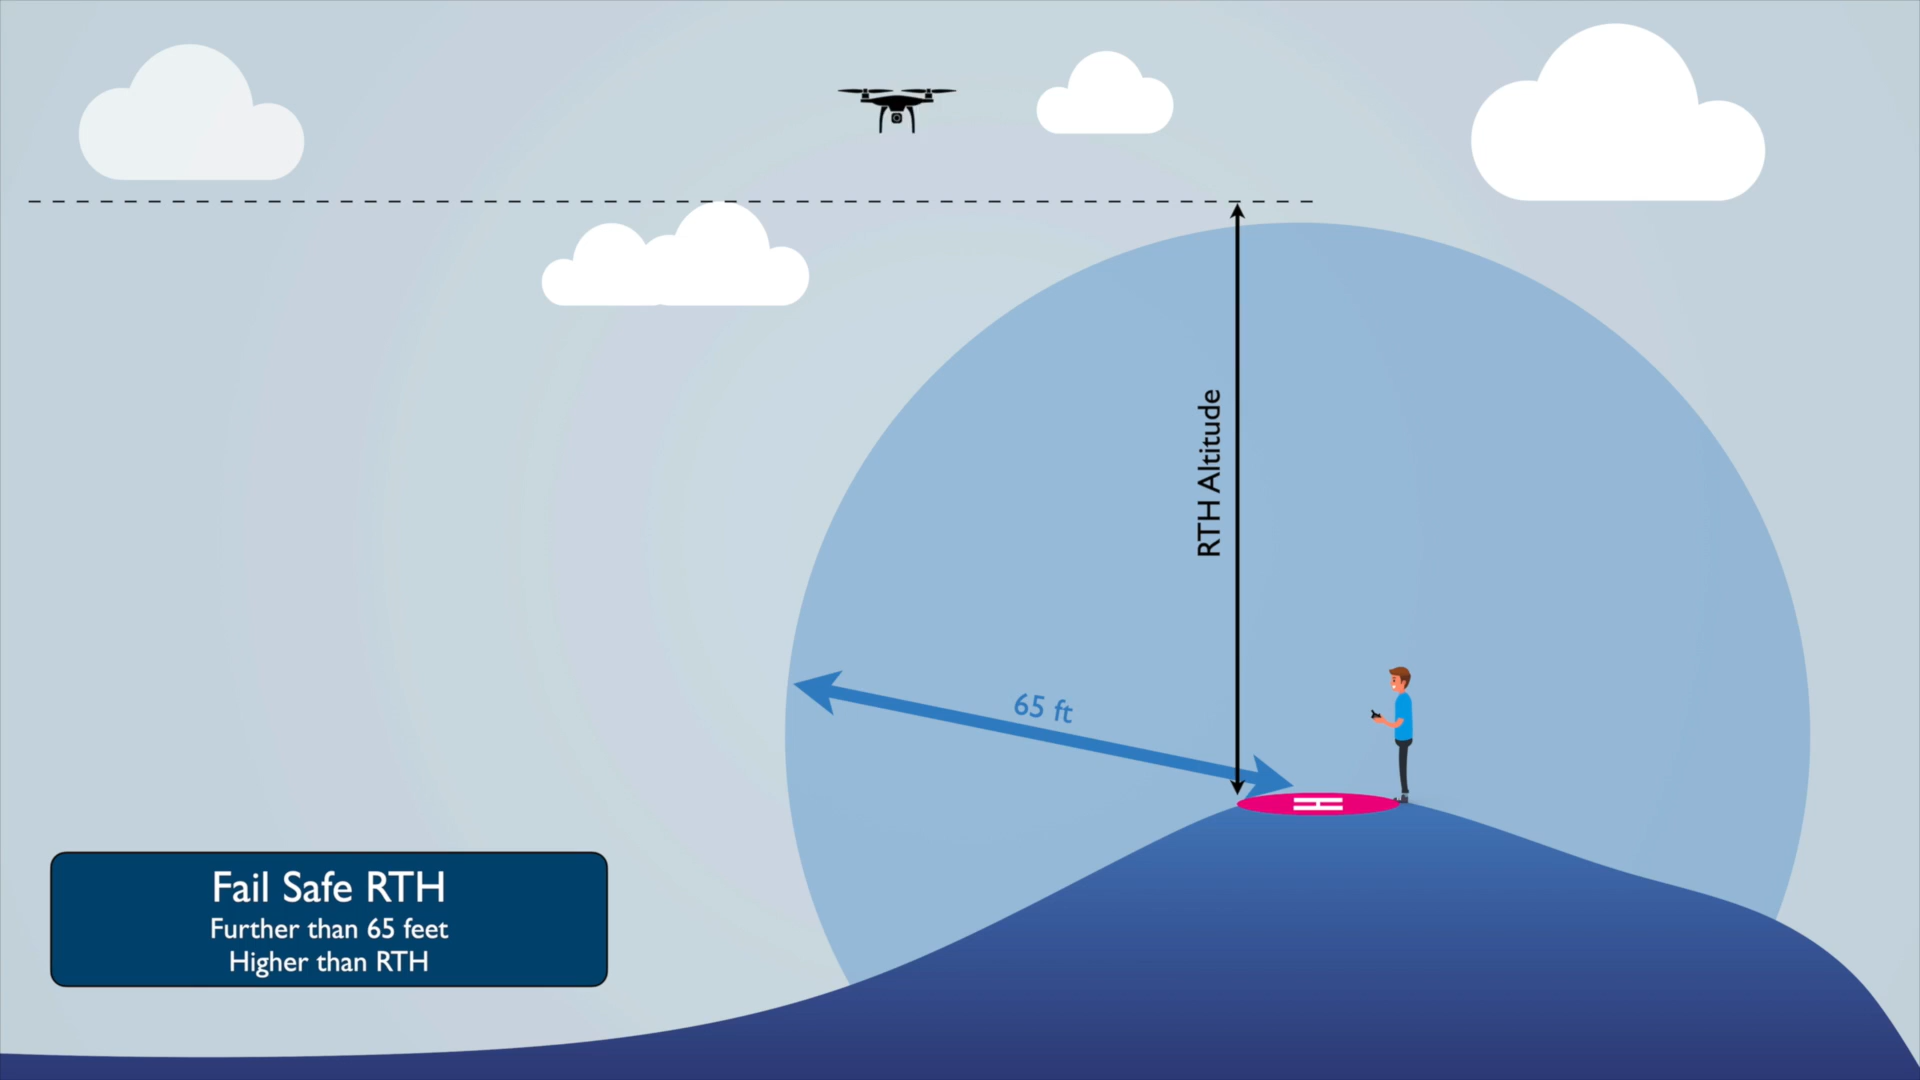 RTH Altitude
65 ft
H
Fail Safe RTH
Further than 65 feet
Higher than RTH